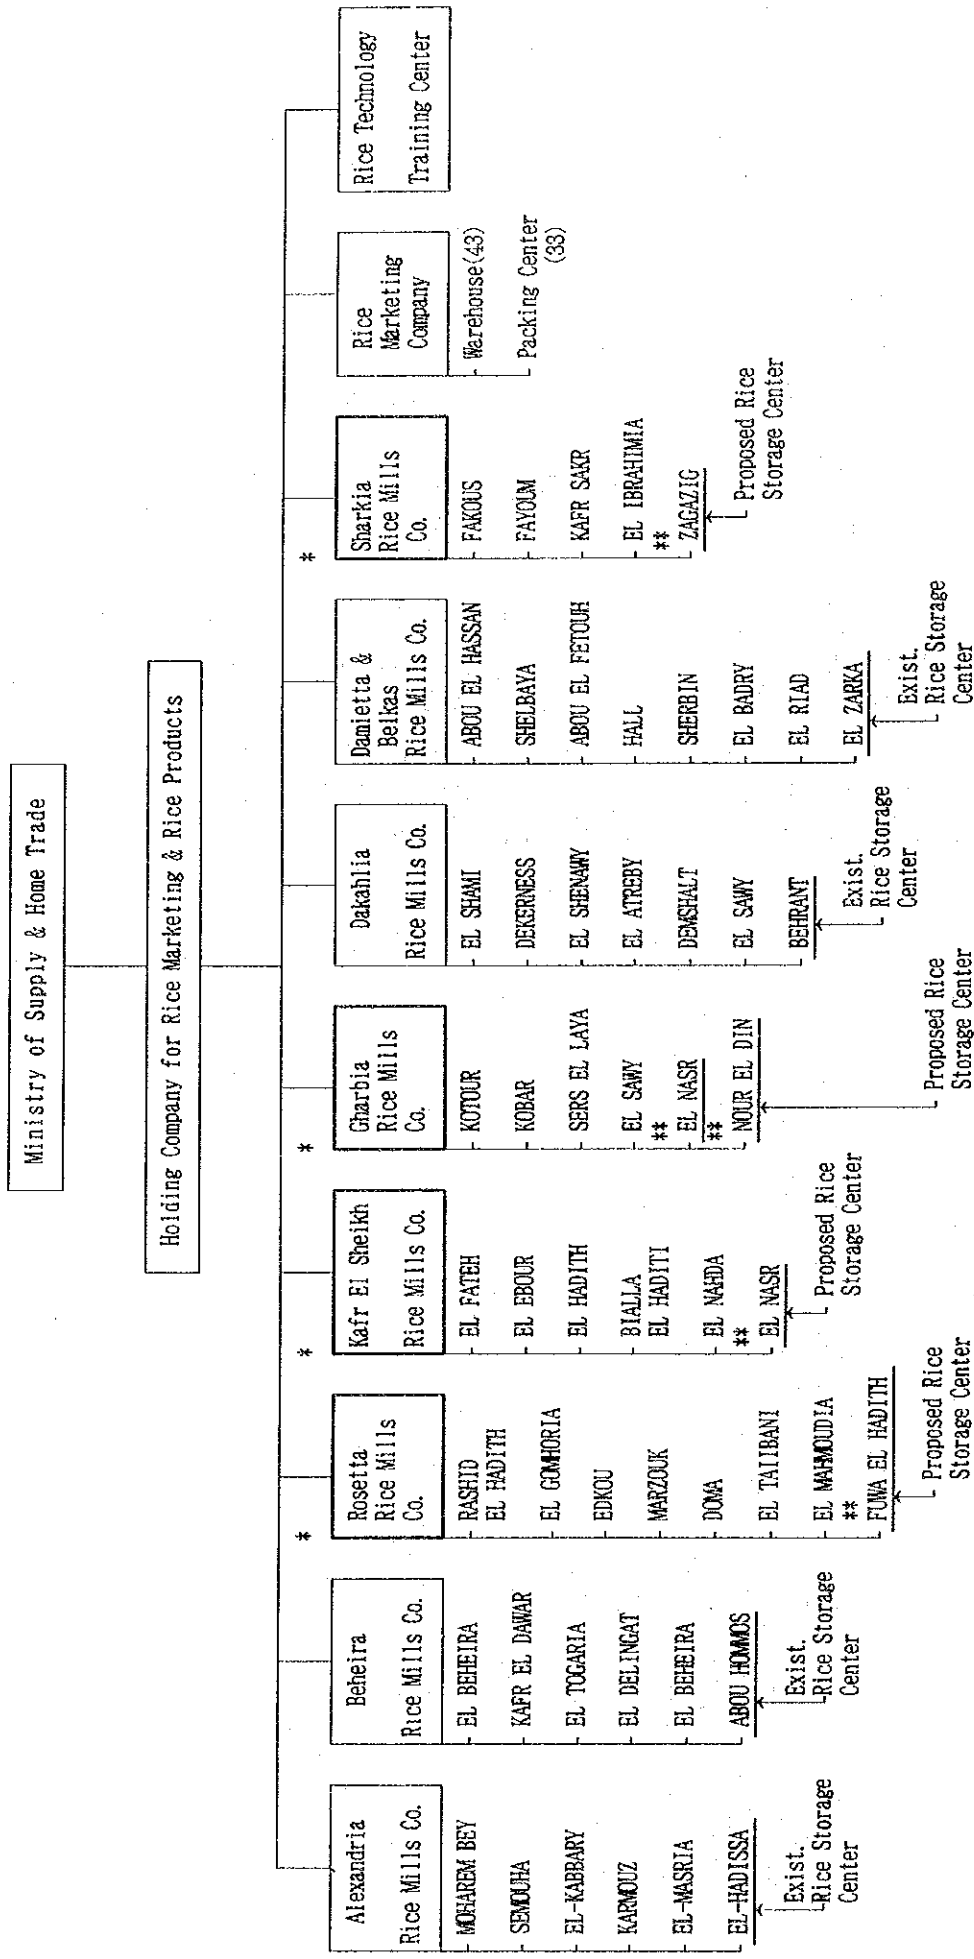 Ministry of Supply & Home Trade
Holding Company for Rice Marketing & Rice Products
Alexandria
Rice Mills Co.
MOHAREM BEY
SEMOUHA
EL-KABBARY
KARMOUZ
EL-MASRIA
EL-HADISSA
Exist.
Rice Storage
Center
Beheira
Rice Mills Co.
EL BEHEIRA
KAFR EL DAWAR
EL TOGARIA
EL DELINGAT
EL BEHEIRA
ABOU HOMMOS
Exist.
Rice Storage
Center
*
Rosetta
Rice Mills
Co.
RASHID
EL HADITH
EL GOMHORIA
EDKOU
MARZOUK
DOMA
EL TAIIBANI
EL MAHMOUDIA
**
FUWA EL HADITH
Proposed Rice
Storage Center
*
Kafr El Sheikh
Rice Mills Co.
EL FATEH
EL EBOUR
EL HADITH
BIALLA
EL HADITI
EL NAHDA
**
EL NASR
Proposed Rice
Storage Center
*
Gharbia
Rice Mills
Co.
KOTOUR
KOBAR
SERS EL LAYA
EL SAWY
**
EL NASR
**
NOUR EL DIN
Proposed Rice
Storage Center
Dakahlia
Rice Mills Co.
EL SHAMI
DEKERNESS
EL SHENAWY
EL ATREBY
DEMSHALT
EL SAWY
BEHRANT
Exist.
Rice Storage
Center
Damietta &
Belkas
Rice Mills Co.
ABOU EL HASSAN
SHELBAYA
ABOU EL FETOUH
HALL
SHERBIN
EL BADRY
EL RIAD
EL ZARKA
Exist.
Rice Storage
Center
*
Sharkia
Rice Mills
Co.
FAKOUS
FAYOUM
KAFR SAKR
EL IBRAHIMIA
**
ZAGAZIG
Proposed Rice
Storage Center
Rice
Marketing
Company
Warehouse(43)
Packing Center
(33)
Rice Technology
Training Center